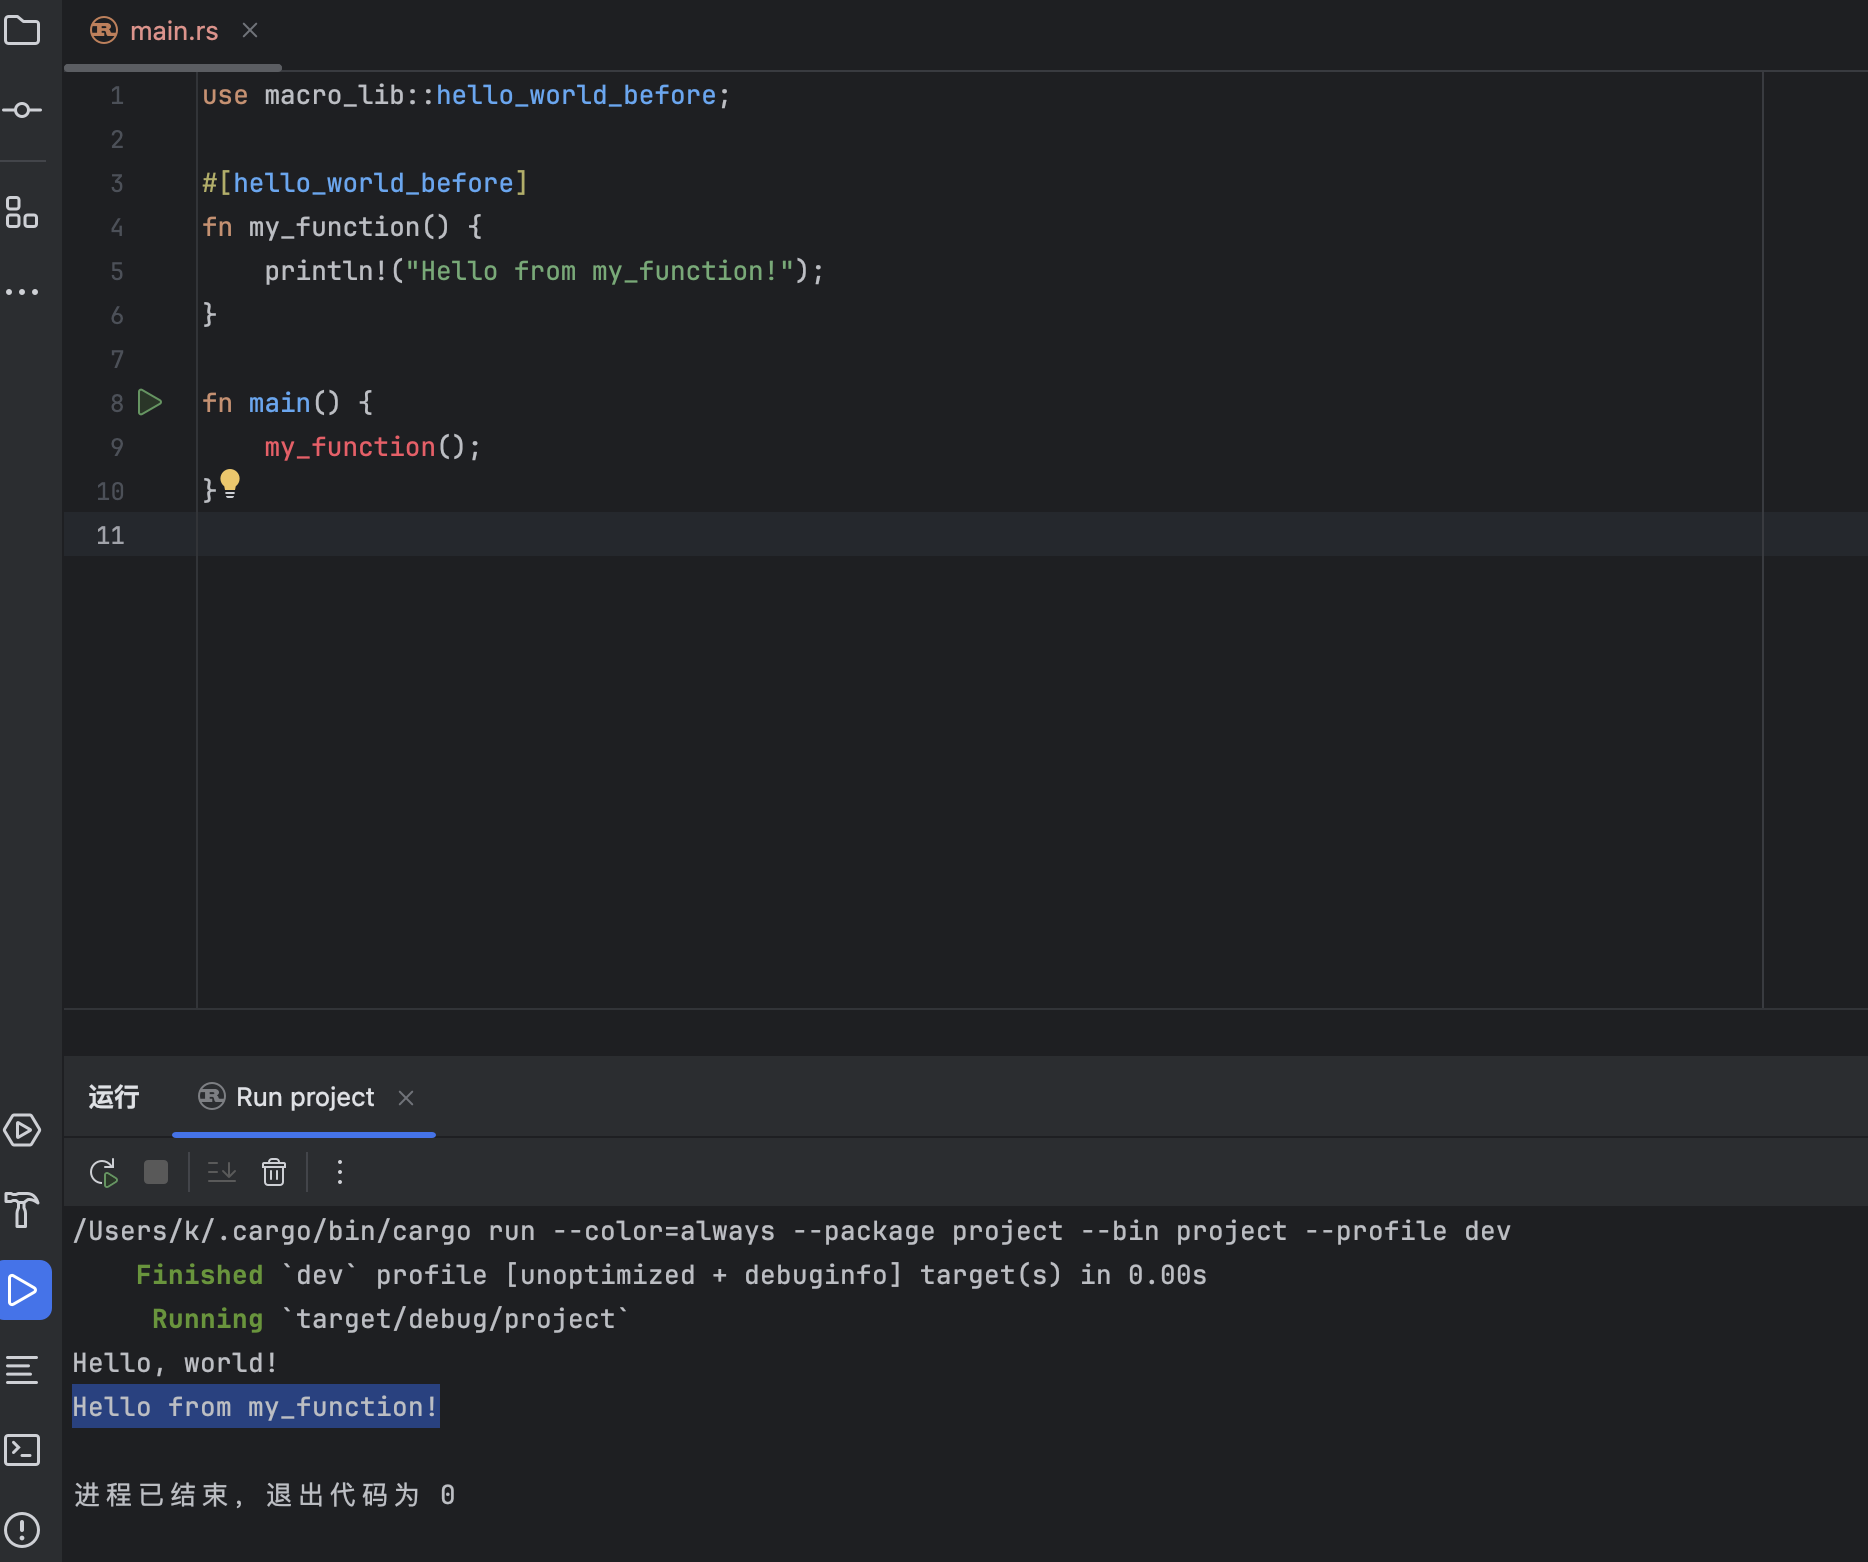 main.rs
1 use macro_lib::hello_world_before;
2
3 #[hello_world_before]
4 fn my_function() {
5     println!("Hello from my_function!");
6 }
7
8 fn main() {
9     my_function();
10 }
11
运行 Run project
/Users/k/.cargo/bin/cargo run --color=always --package project --bin project --profile dev
    Finished `dev` profile [unoptimized + debuginfo] target(s) in 0.00s
     Running `target/debug/project`
Hello, world!
Hello from my_function!
进程已结束, 退出代码为 0